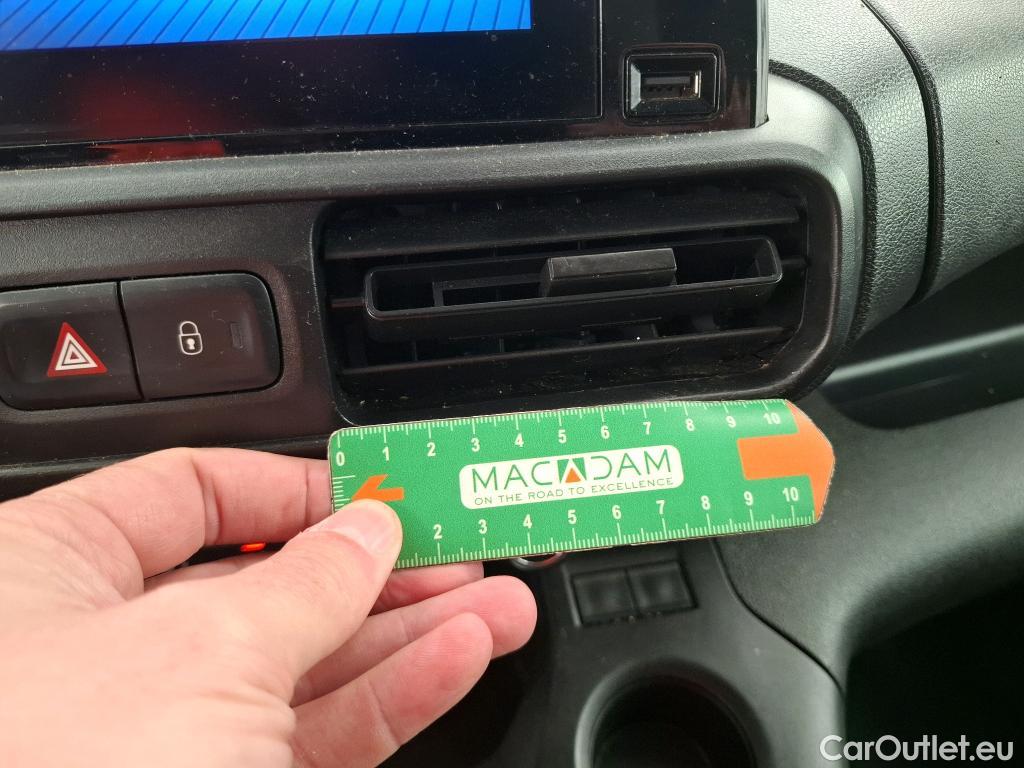 0 1 2 3 4 5 6 7 8 9 10
MACADAM
ON THE ROAD TO EXCELLENCE
2 3 4 5 6 7 8 9 10
CarOutlet.eu